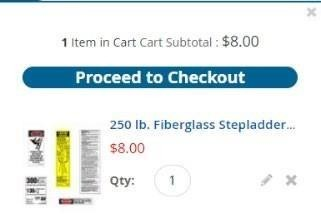 1 Item in Cart Cart Subtotal : $8.00
Proceed to Checkout
250 lb. Fiberglass Stepladder...
$8.00
Qty: 1